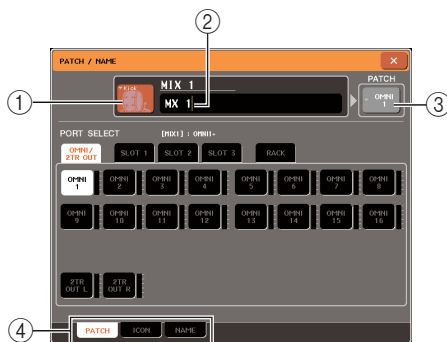 2
PATCH / NAME
×
PATCH
MIX 1
Kick
MX 1
OMNI 1
1
3
PORT SELECT
[MIX1] : OMNI1-
OMNI/ 2TR OUT
SLOT 1
SLOT 2
SLOT 3
RACK
OMNI 1
OMNI 2
OMNI 3
OMNI 4
OMNI 5
OMNI 6
OMNI 7
OMNI 8
OMNI 9
OMNI 10
OMNI 11
OMNI 12
OMNI 13
OMNI 14
OMNI 15
OMNI 16
2TR OUT L
2TR OUT R
4
PATCH
ICON
NAME